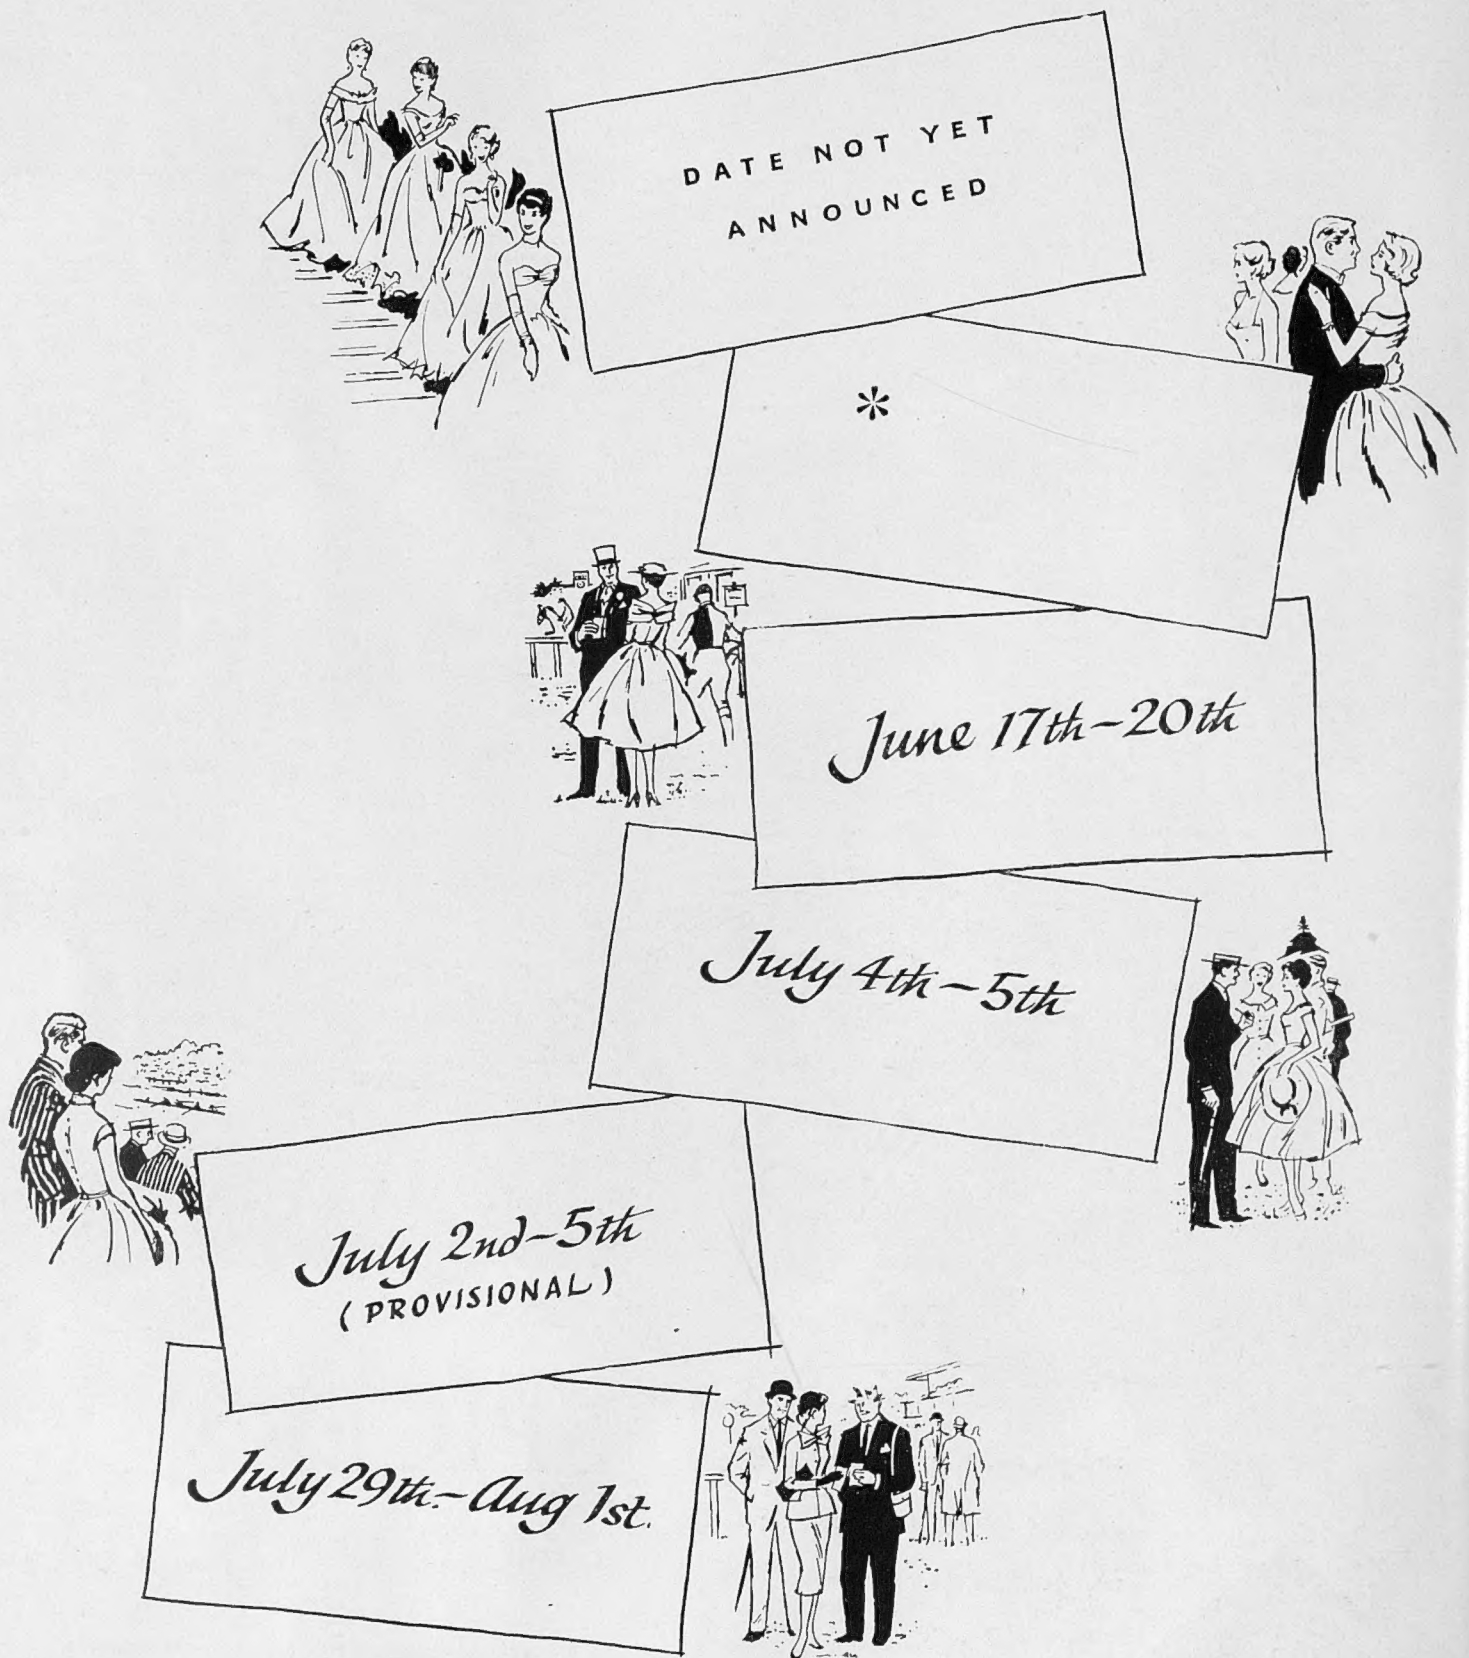 DATE NOT YET
ANNOUNCED
*
June 17th–20th
July 4th–5th
July 2nd–5th
(PROVISIONAL)
July 29th.–Aug 1st.